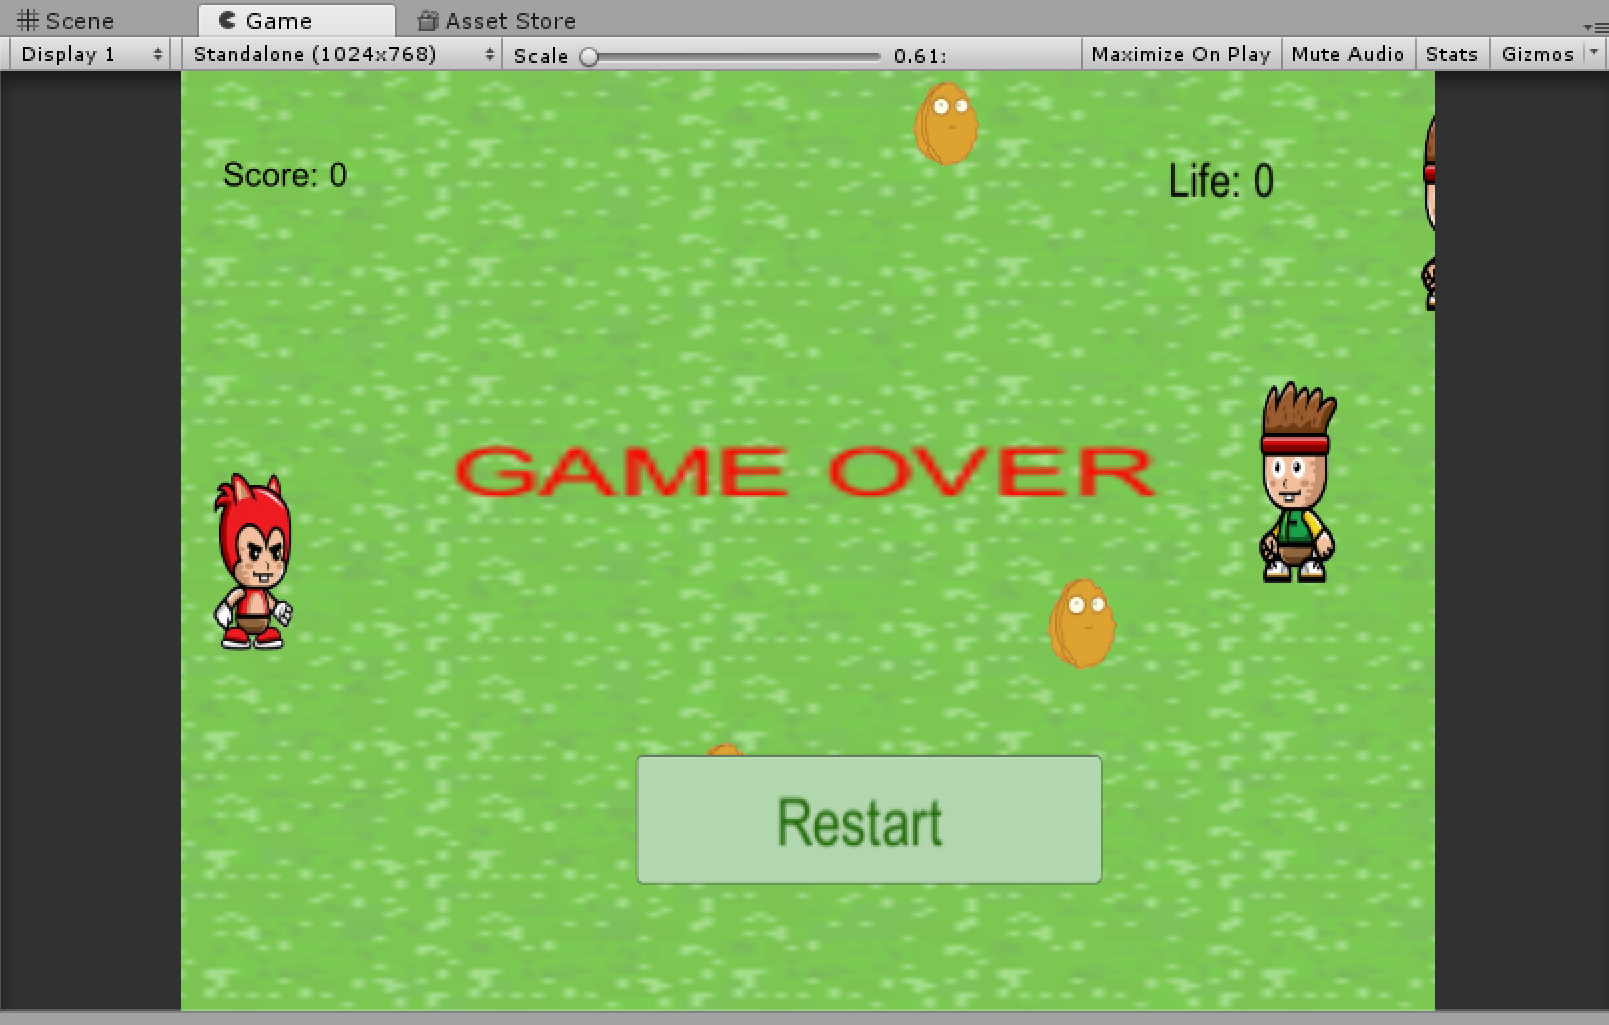 Scene
Game
Asset Store
Display 1
Standalone (1024x768)
Scale
0.61:
Maximize On Play
Mute Audio
Stats
Gizmos
Score: 0
Life: 0
GAME OVER
Restart